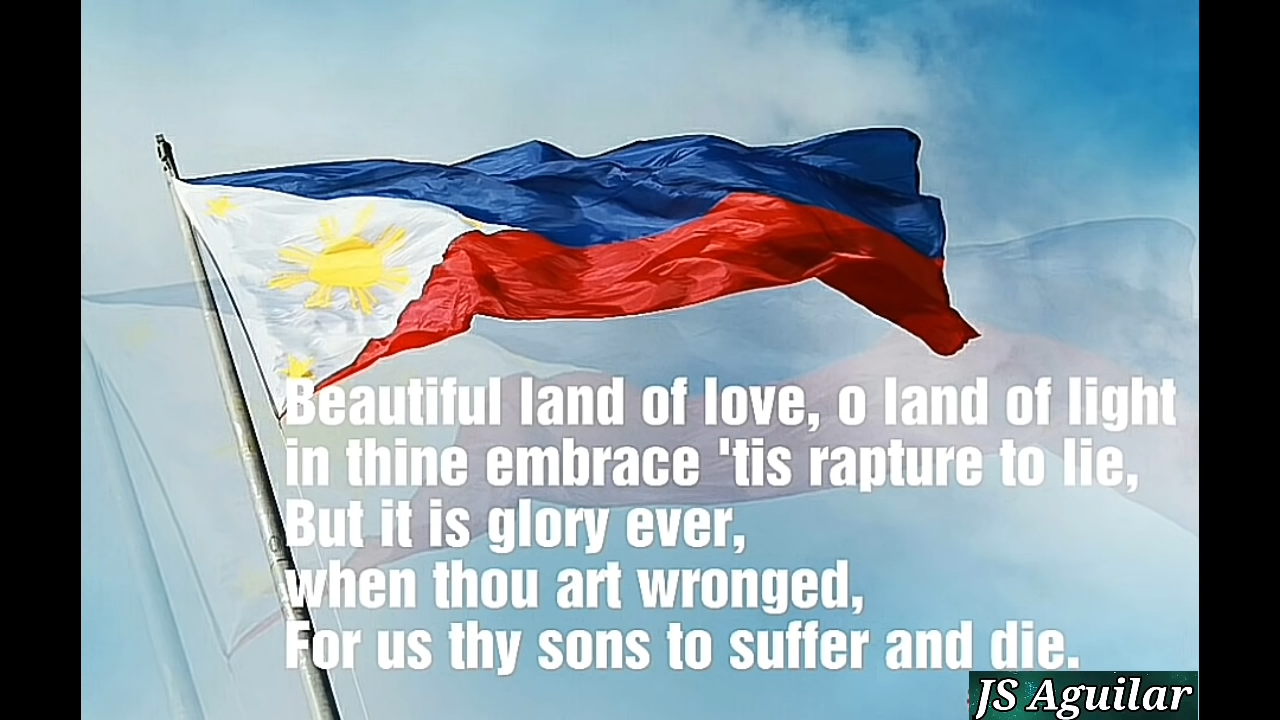 Beautiful land of love, o land of light
in thine embrace 'tis rapture to lie,
But it is glory ever,
when thou art wronged,
For us thy sons to suffer and die.
JS Aguilar